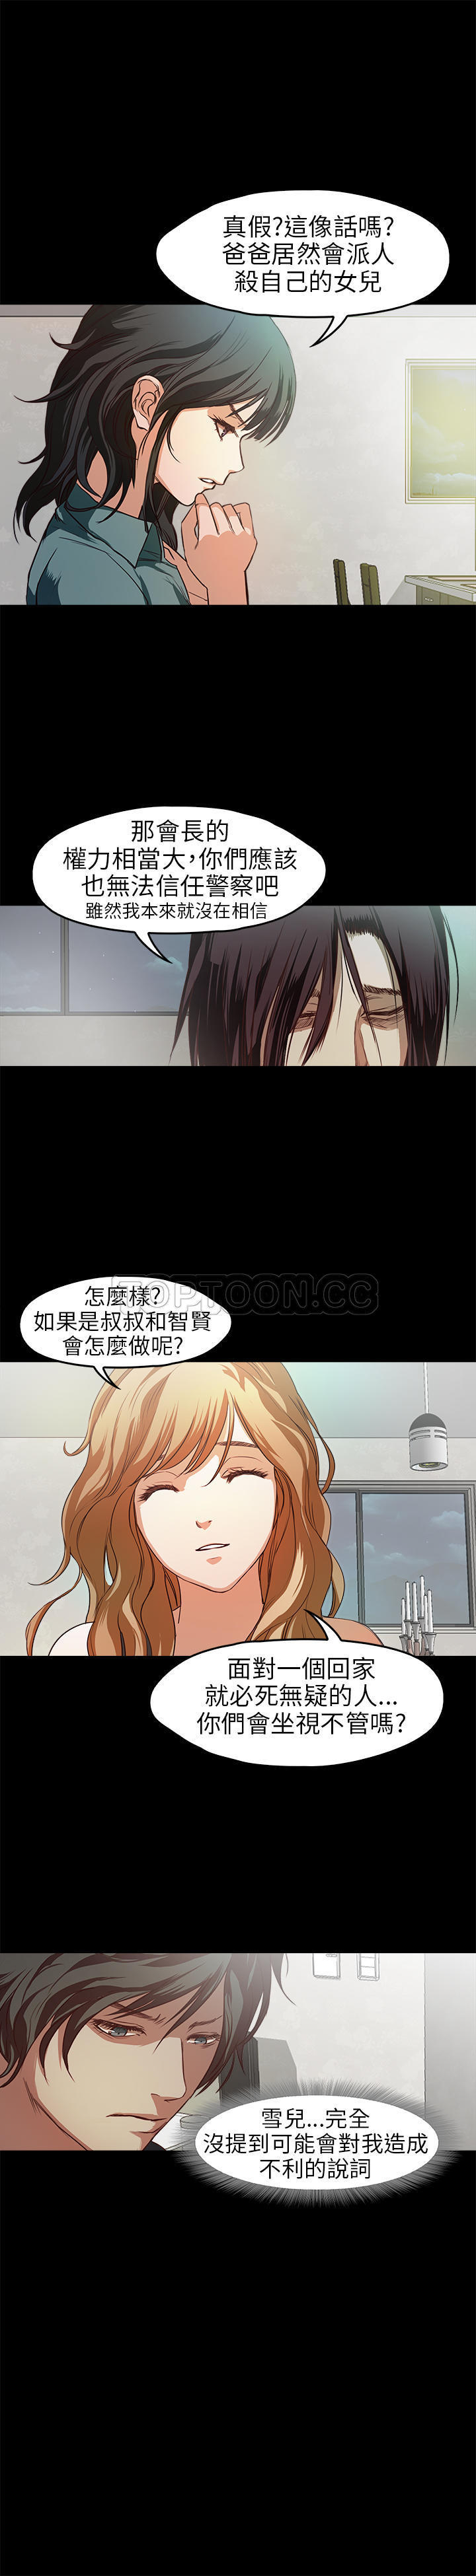 真假?這像話嗎?
爸爸居然會派人
殺自己的女兒
那會長的
權力相當大,你們應該
也無法信任警察吧
雖然我本來就沒在相信
TOPTOON.CC
怎麼樣?
如果是叔叔和智賢
會怎麼做呢?
面對一個回家
就必死無疑的人...
你們會坐視不管嗎?
雪兒...完全
沒提到可能會對我造成
不利的說詞